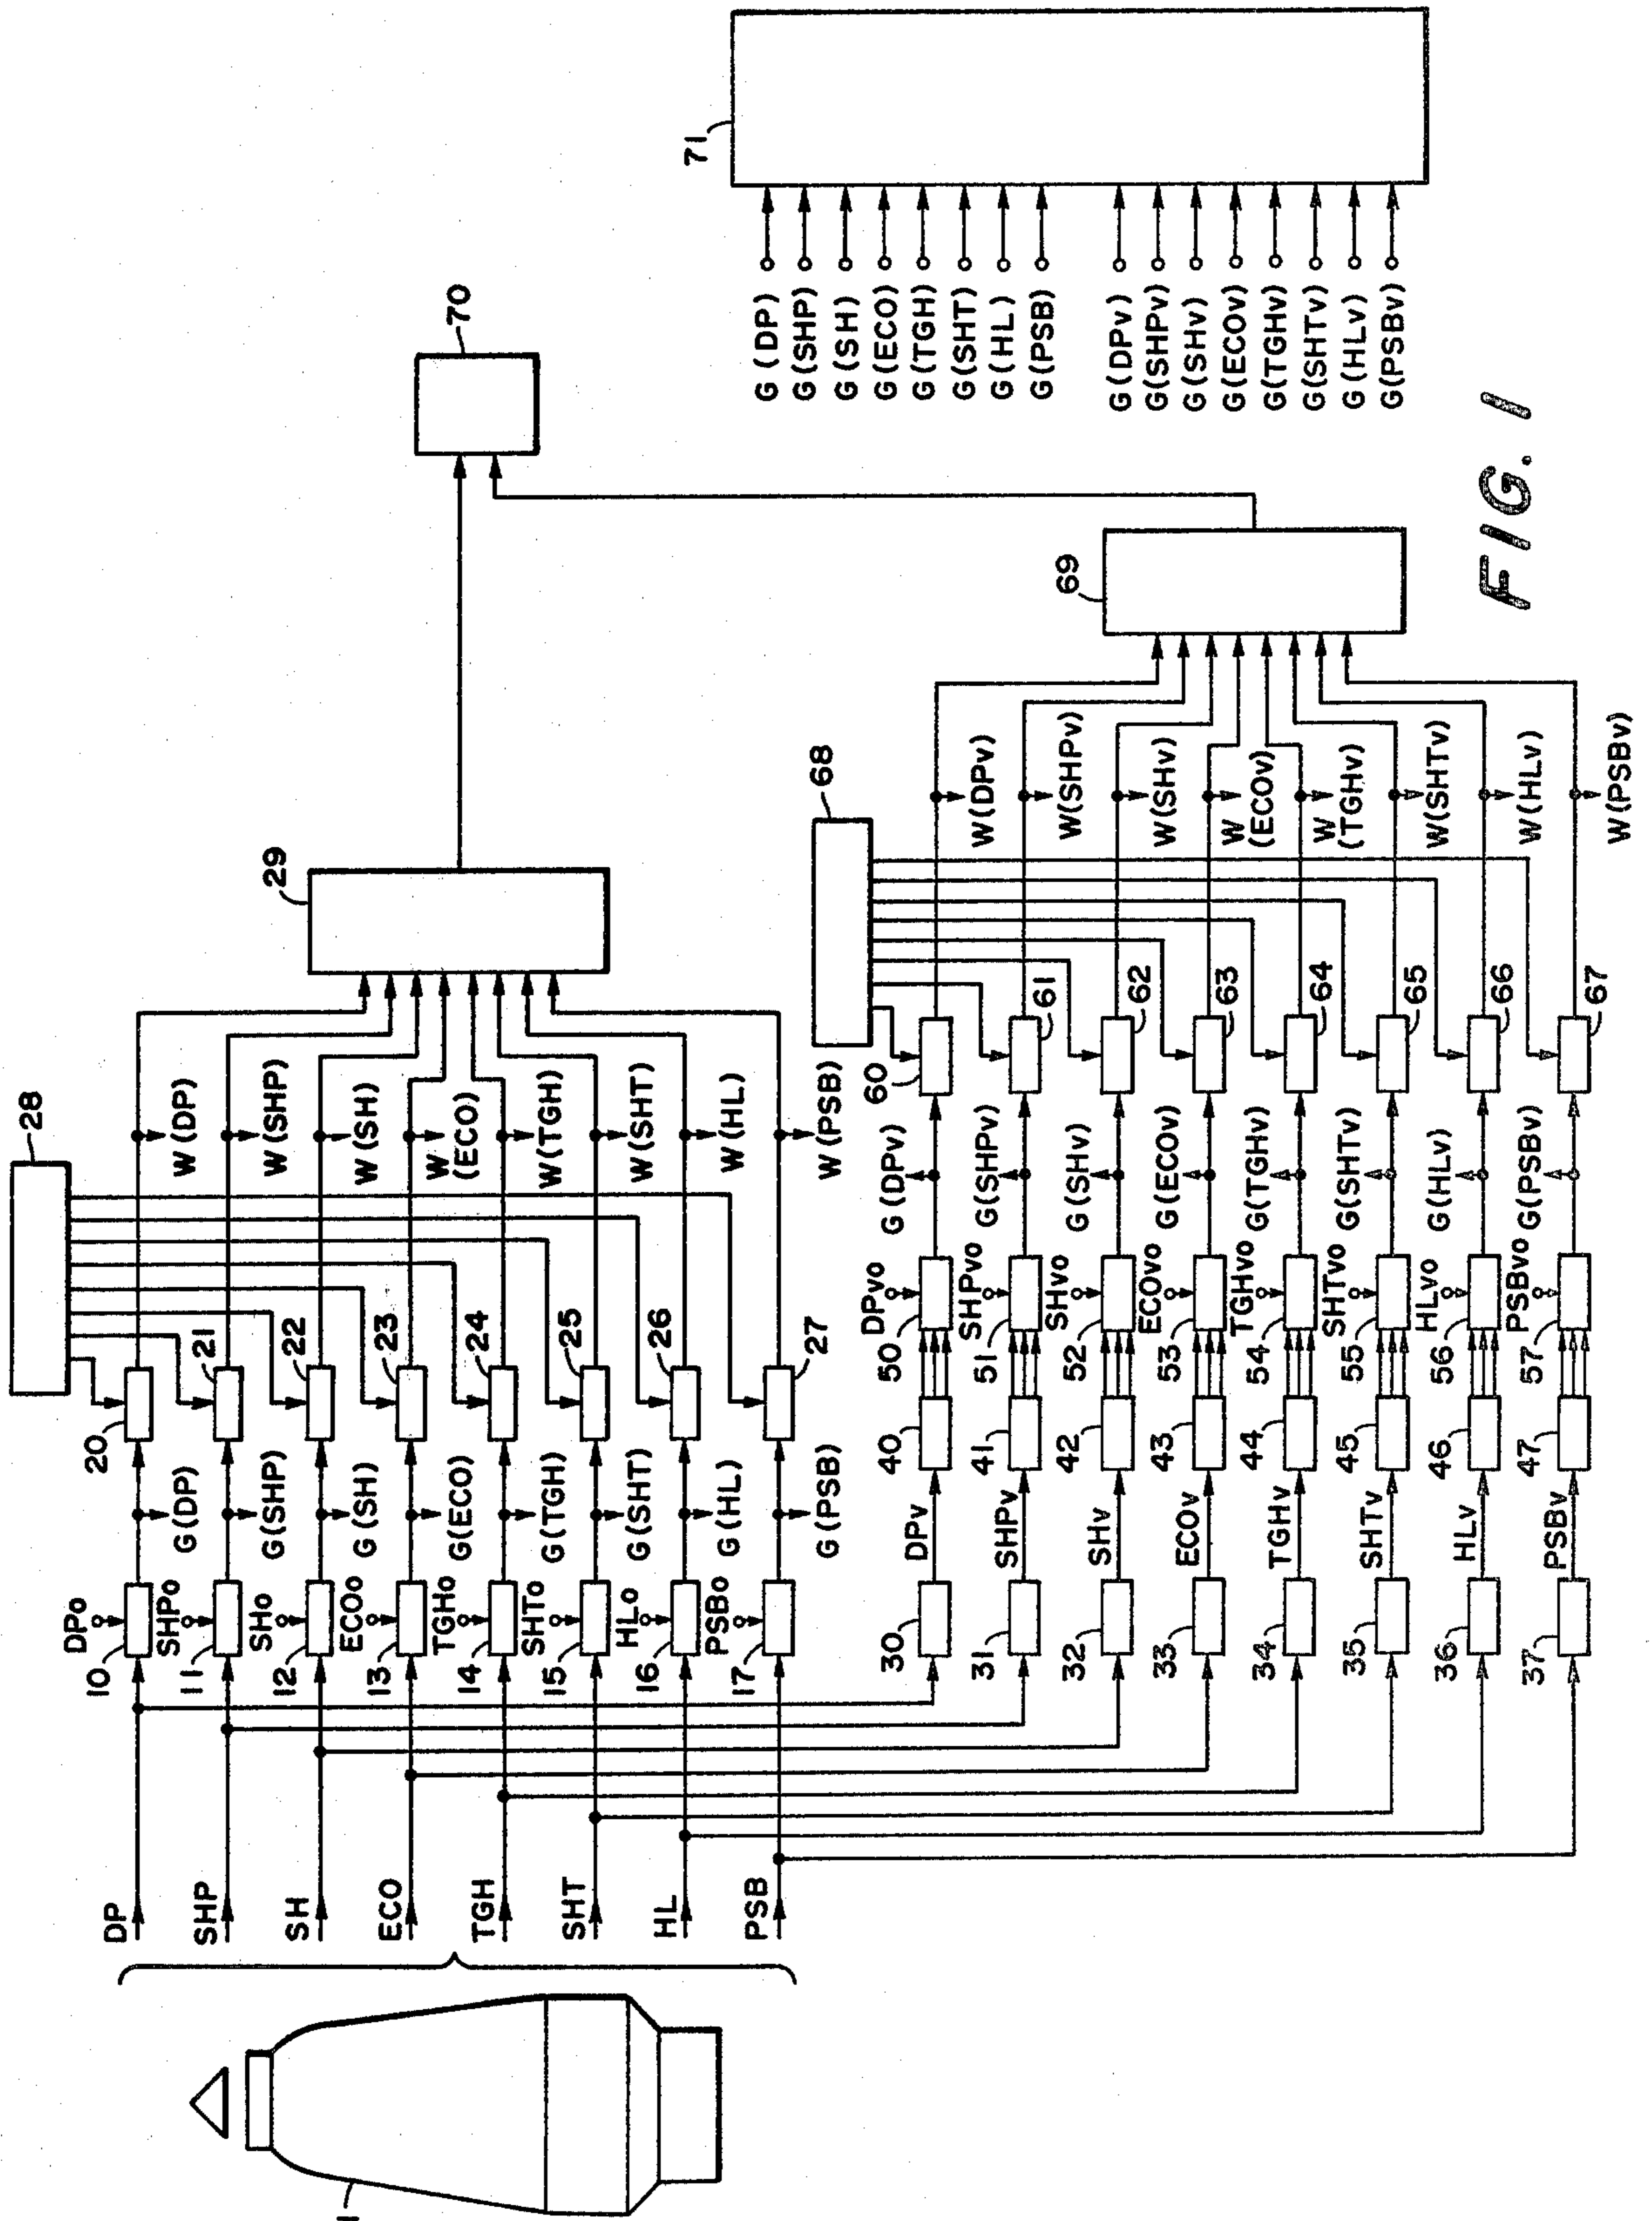 FIG. 1
1
DP
SHP
SH
ECO
TGH
SHT
HL
PSB
DPo
SHPo
SHo
ECOo
TGHo
SHTo
HLo
PSBo
10
11
12
13
14
15
16
17
G(DP)
G(SHP)
G(SH)
G(ECO)
G(TGH)
G(SHT)
G(HL)
G(PSB)
20
21
22
23
24
25
26
27
28
W(DP)
W(SHP)
W(SH)
W
(ECO)
W(TGH)
W(SHT)
W(HL)
W(PSB)
29
30
31
32
33
34
35
36
37
DPv
SHPv
SHv
ECOv
TGHv
SHTv
HLv
PSBv
40
41
42
43
44
45
46
47
DPvo
SHPvo
SHvo
ECOvo
TGHvo
SHTvo
HLvo
PSBvo
50
51
52
53
54
55
56
57
G(DPv)
G(SHPv)
G(SHv)
G(ECOv)
G(TGHv)
G(SHTv)
G(HLv)
G(PSBv)
60
61
62
63
64
65
66
67
68
W(DPv)
W(SHPv)
W(SHv)
W
(ECOv)
W
(TGHv)
W(SHTv)
W(HLv)
W(PSBv)
69
70
71
G(DP)
G(SHP)
G(SH)
G(ECO)
G(TGH)
G(SHT)
G(HL)
G(PSB)
G(DPv)
G(SHPv)
G(SHv)
G(ECOv)
G(TGHv)
G(SHTv)
G(HLv)
G(PSBv)